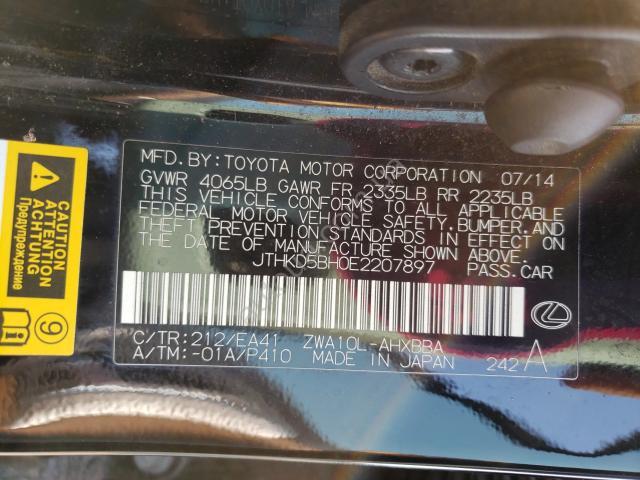 MFD. BY: TOYOTA MOTOR CORPORATION 07/14
GVWR 4065LB GAWR FR 2335LB RR 2235LB
THIS VEHICLE CONFORMS TO ALL APPLICABLE
FEDERAL MOTOR VEHICLE SAFETY, BUMPER, AND
THEFT PREVENTION STANDARDS IN EFFECT ON
THE DATE OF MANUFACTURE SHOWN ABOVE.
JTHKD5BH0E2207897 PASS.CAR
C/TR:212/EA41 ZWA10L-AHXBBA
A/TM:-01A/P410 MADE IN JAPAN 242 A
CAUTION
ATTENTION
Предупреждение
9